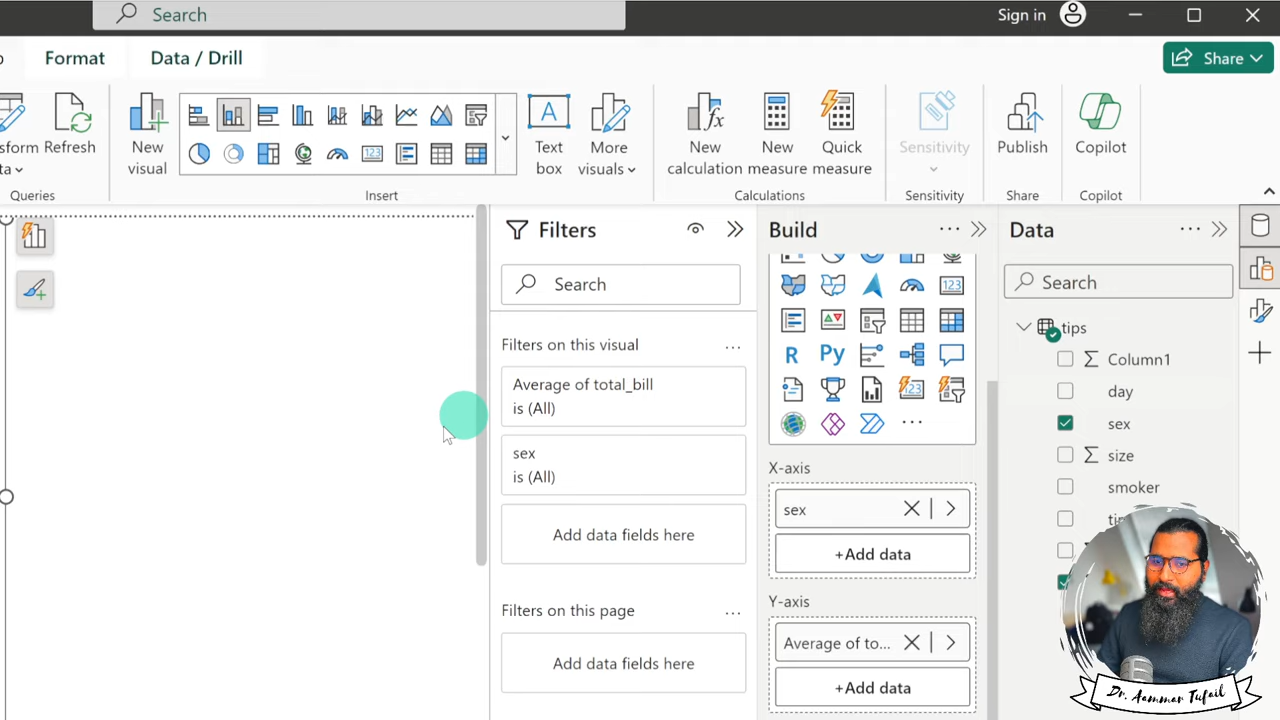 Search
Sign in
Format
Data / Drill
Share
sform
ta
Refresh
New
visual
Text
box
More
visuals
New
calculation
New
measure
Quick
measure
Sensitivity
Publish
Copilot
Queries
Insert
Calculations
Sensitivity
Share
Copilot
Filters
Search
Filters on this visual
Average of total_bill
is (All)
sex
is (All)
Add data fields here
Filters on this page
Add data fields here
Build
123
R
Py
123
X-axis
sex
+Add data
Y-axis
Average of to...
+Add data
Data
Search
tips
Column1
day
sex
size
smoker
Dr. Aammar Tufail